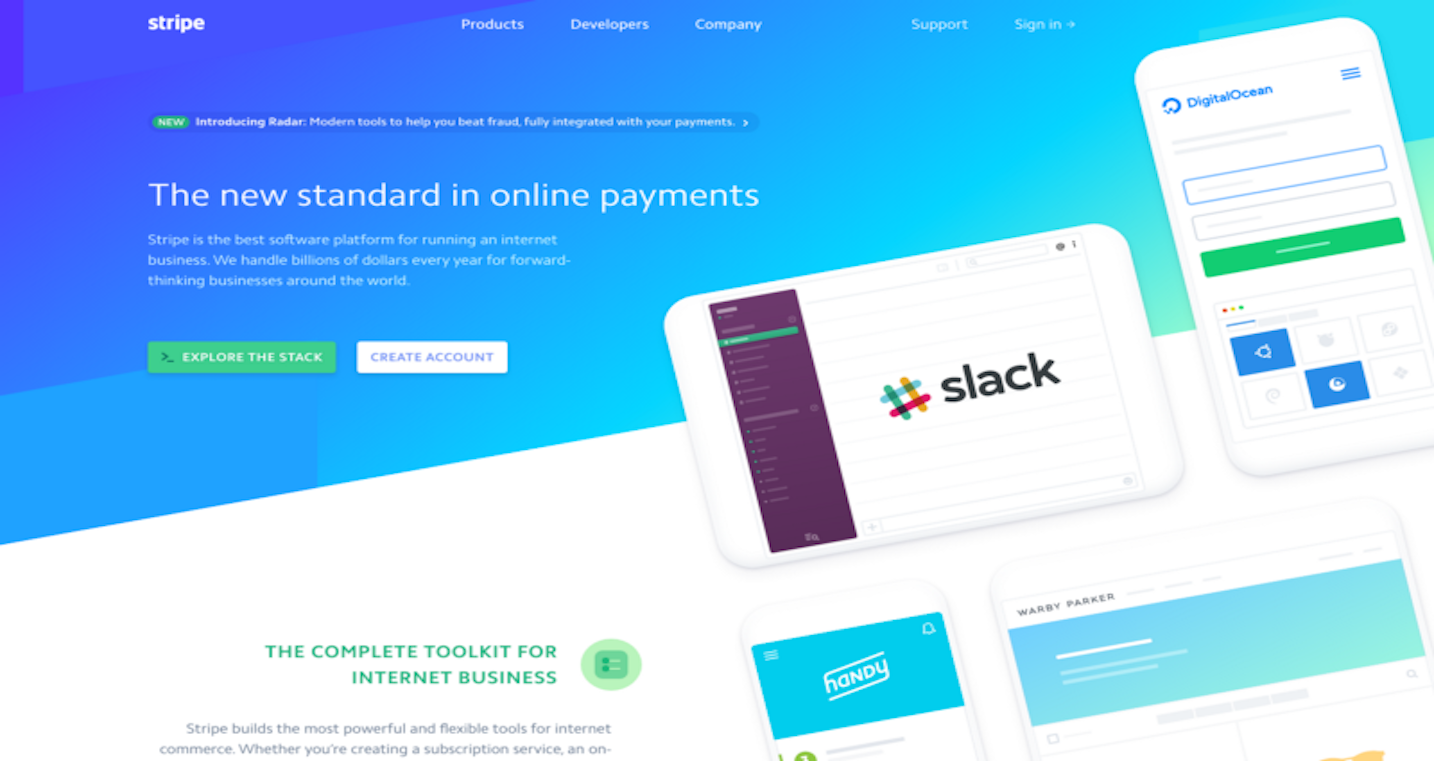 stripe
Products
Developers
Company
Support
Sign in →
NEW Introducing Radar: Modern tools to help you beat fraud, fully integrated with your payments. ›
The new standard in online payments
Stripe is the best software platform for running an internet
business. We handle billions of dollars every year for forward-
thinking businesses around the world.
>_ EXPLORE THE STACK
CREATE ACCOUNT
DigitalOcean
slack
WARBY PARKER
HANDY
THE COMPLETE TOOLKIT FOR
INTERNET BUSINESS
Stripe builds the most powerful and flexible tools for internet
commerce. Whether you're creating a subscription service, an on-